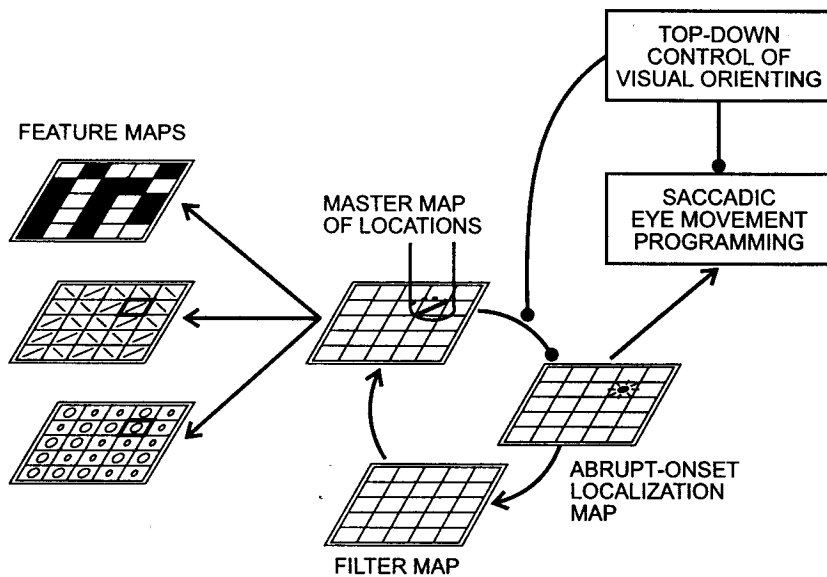 TOP-DOWN
CONTROL OF
VISUAL ORIENTING
FEATURE MAPS
MASTER MAP
OF LOCATIONS
SACCADIC
EYE MOVEMENT
PROGRAMMING
ABRUPT-ONSET
LOCALIZATION
MAP
FILTER MAP